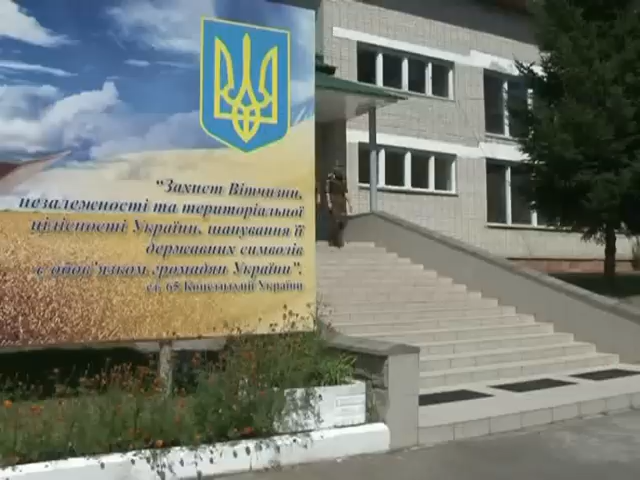 "Захист Вітчизни,
незалежності та територіальної
цілісності України, шанування її
державних символів
є обов'язком громадян України".
ст. 65 Конституції України